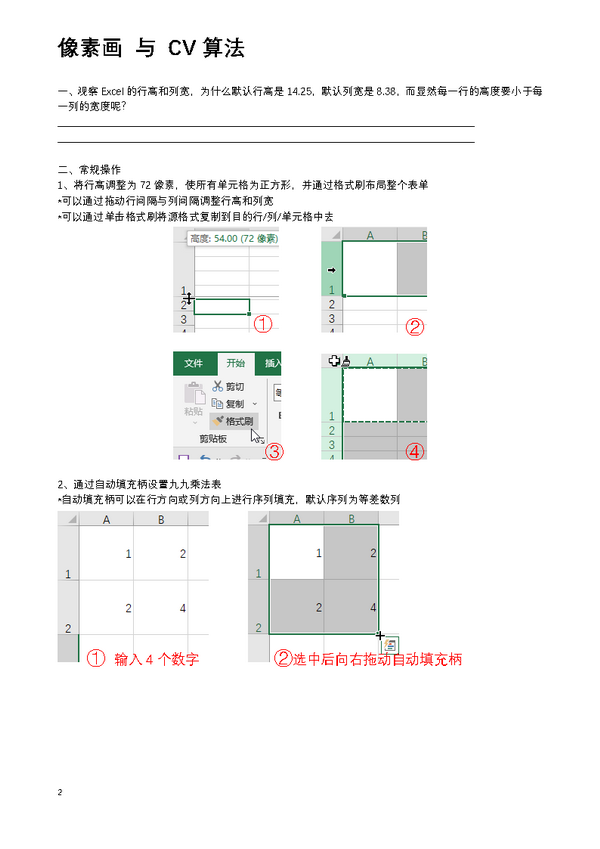 像素画 与 CV 算法
一、观察 Excel 的行高和列宽，为什么默认行高是 14.25，默认列宽是 8.38，而显然每一行的高度要小于每
一列的宽度呢？
二、常规操作
1、将行高调整为 72 像素，使所有单元格为正方形，并通过格式刷布局整个表单
*可以通过拖动行间隔与列间隔调整行高和列宽
*可以通过单击格式刷将源格式复制到目的行/列/单元格中去
高度: 54.00 (72 像素)
1
2
3
①
A B
1
2
3
②
文件 开始 插入
剪切
复制
粘贴
格式刷
剪贴板
③
A B
1
2
3
4
④
2、通过自动填充柄设置九九乘法表
*自动填充柄可以在行方向或列方向上进行序列填充，默认序列为等差数列
A B
1 2
1
2 4
2
① 输入 4 个数字
A B
1 2
1
2 4
2
②选中后向右拖动自动填充柄
2